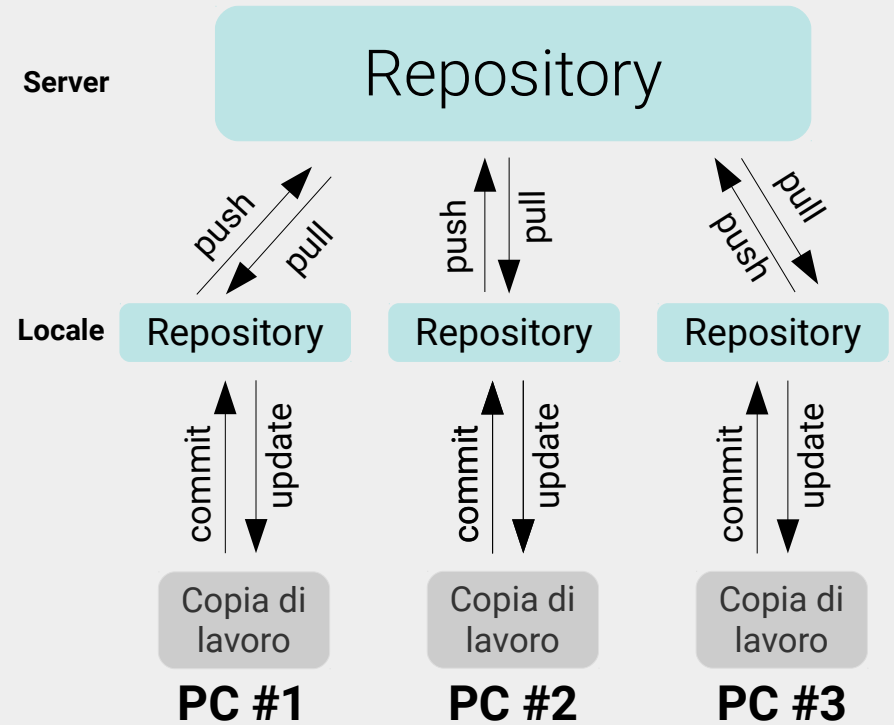 Server
Repository
push
pull
push
pull
push
pull
Locale
Repository
Repository
Repository
commit
update
commit
update
commit
update
Copia di
lavoro
Copia di
lavoro
Copia di
lavoro
PC #1
PC #2
PC #3